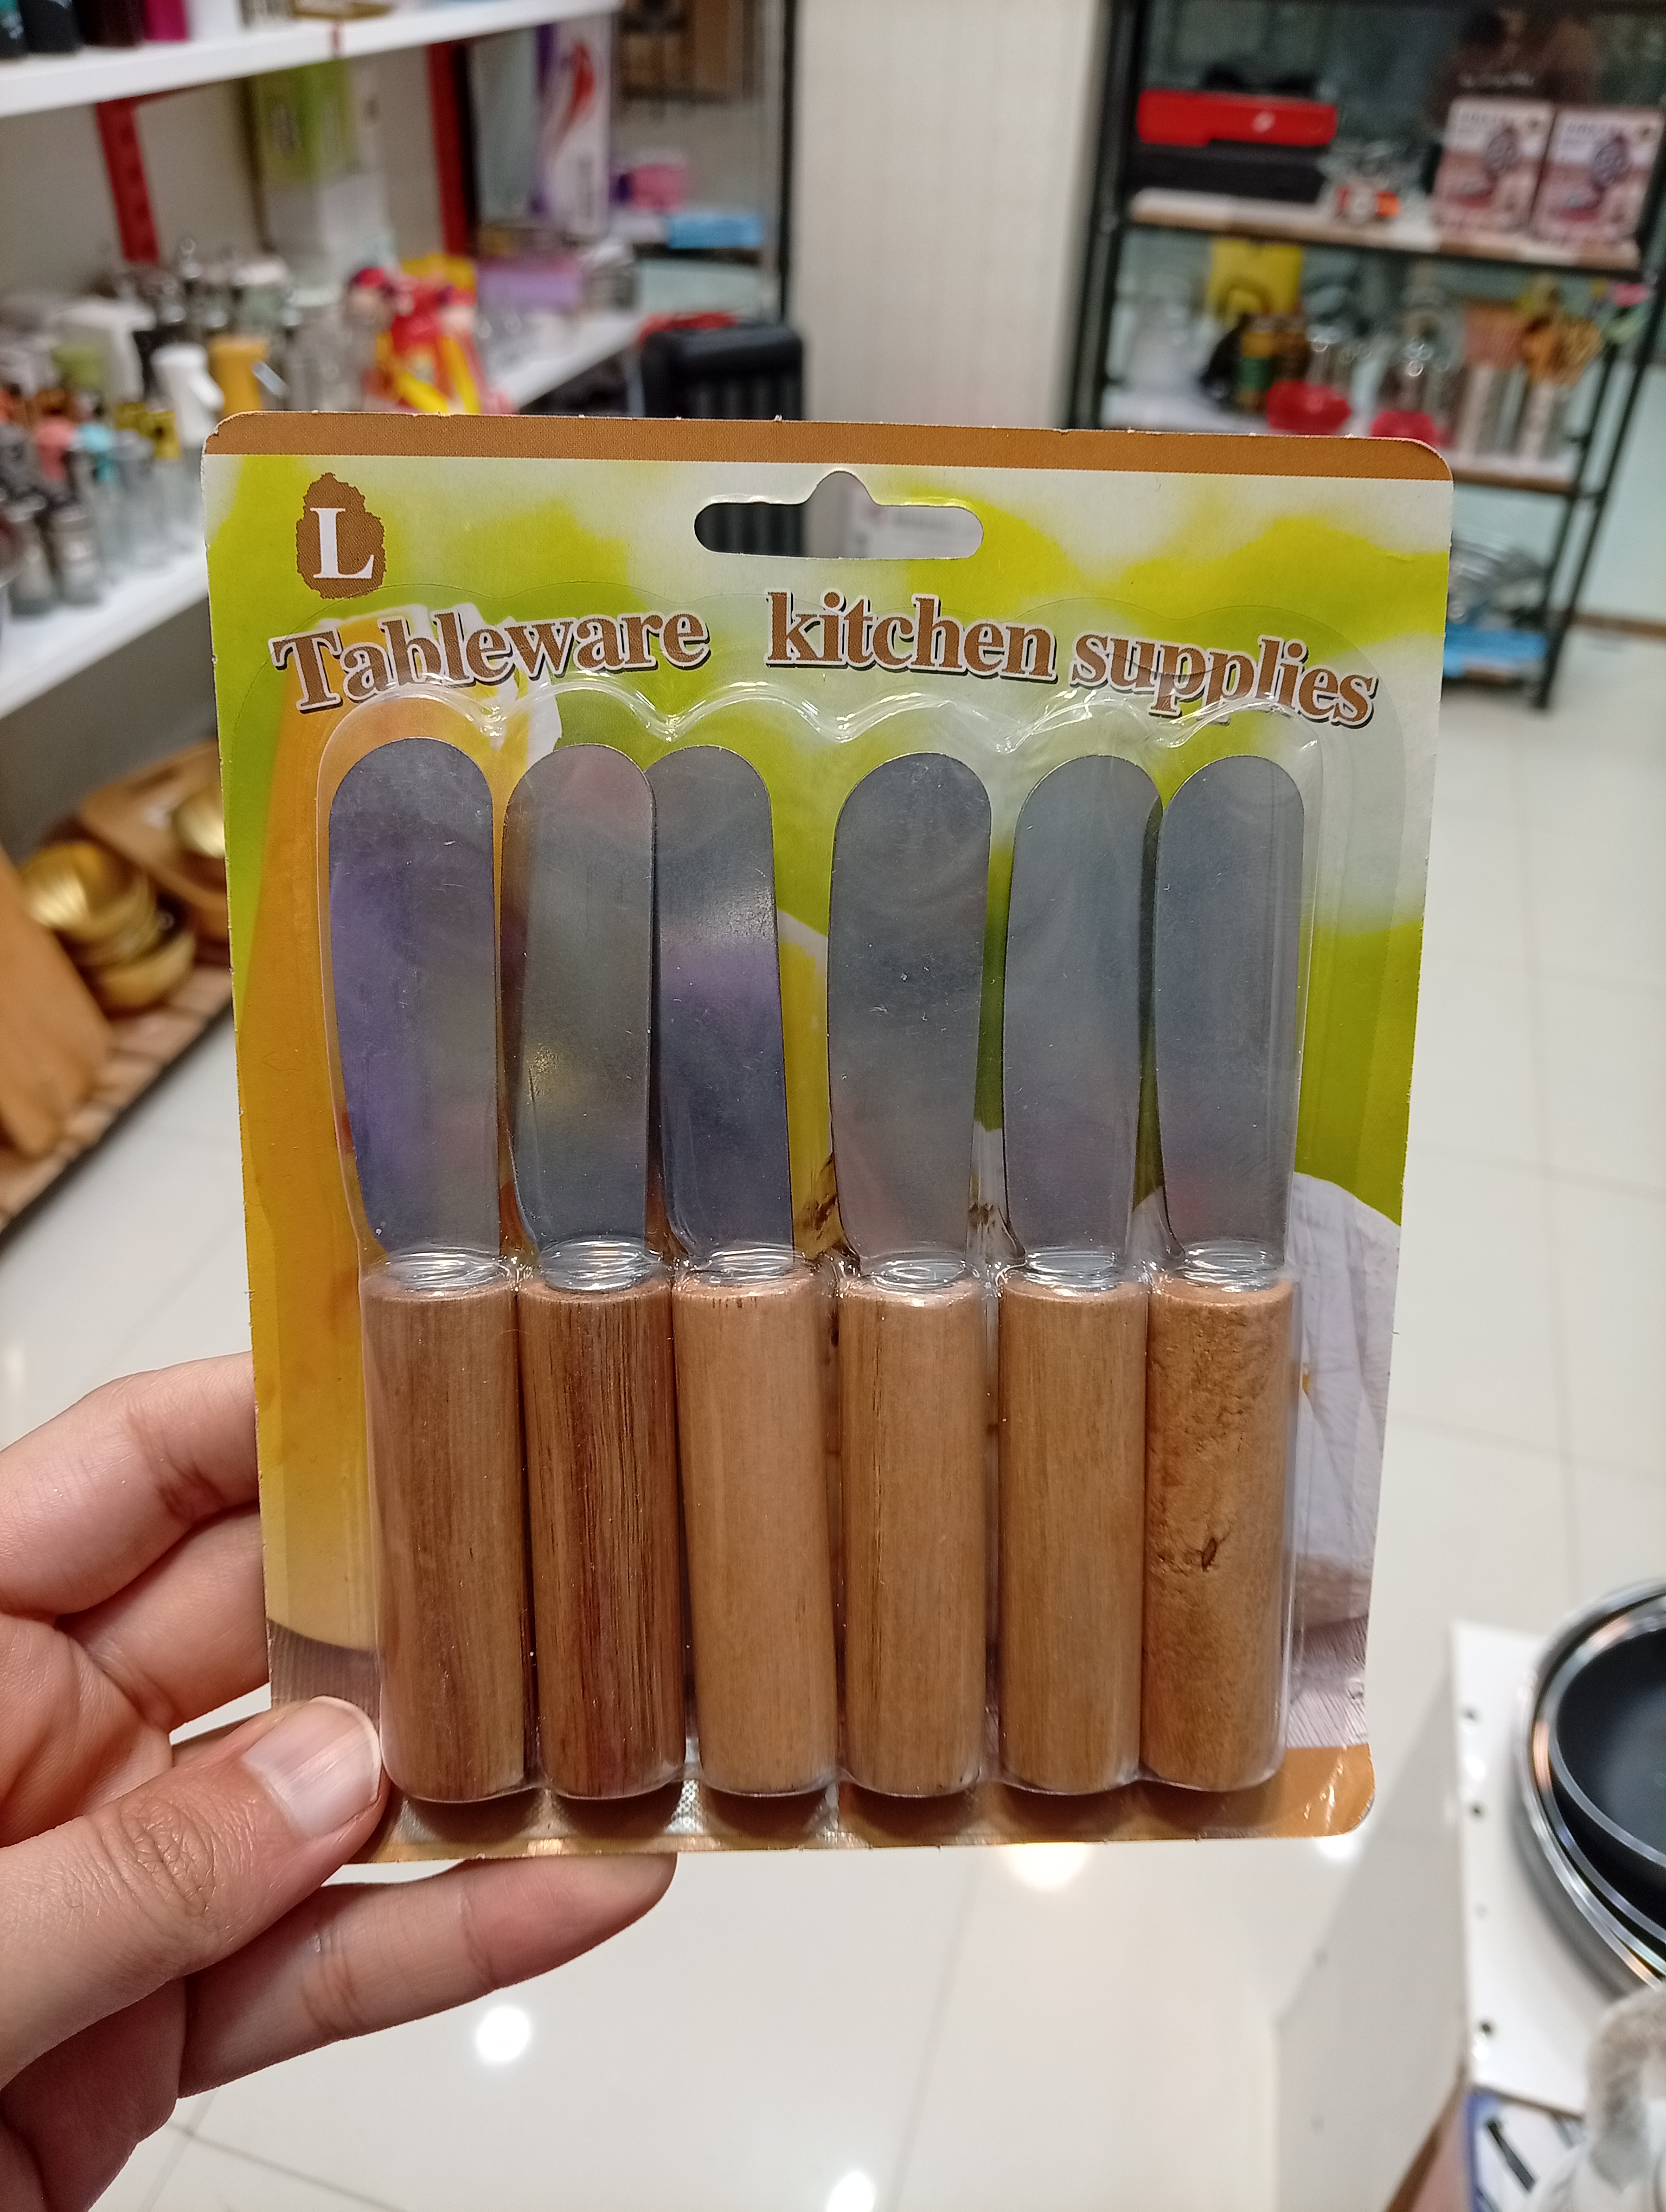 L
Tableware kitchen supplies